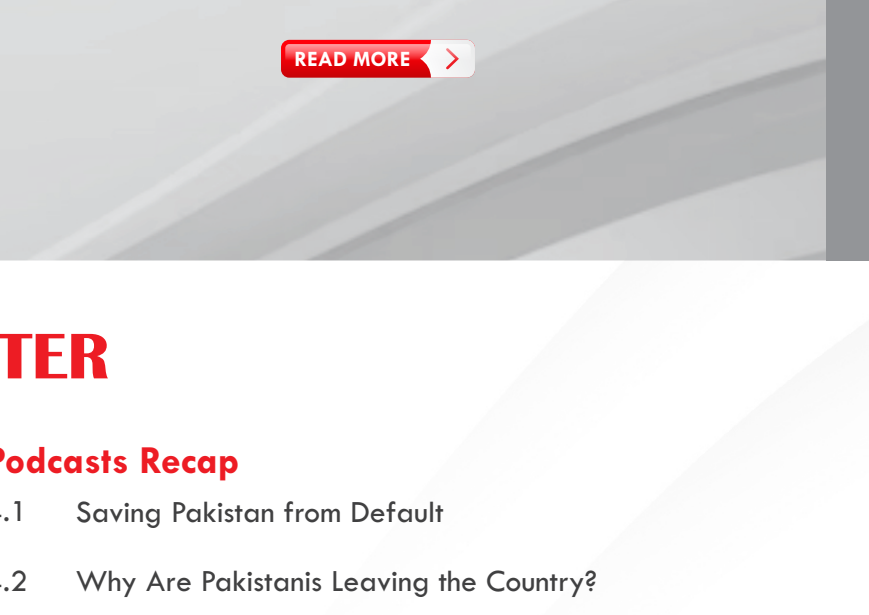 READ MORE
TER
Podcasts Recap
.1 Saving Pakistan from Default
.2 Why Are Pakistanis Leaving the Country?